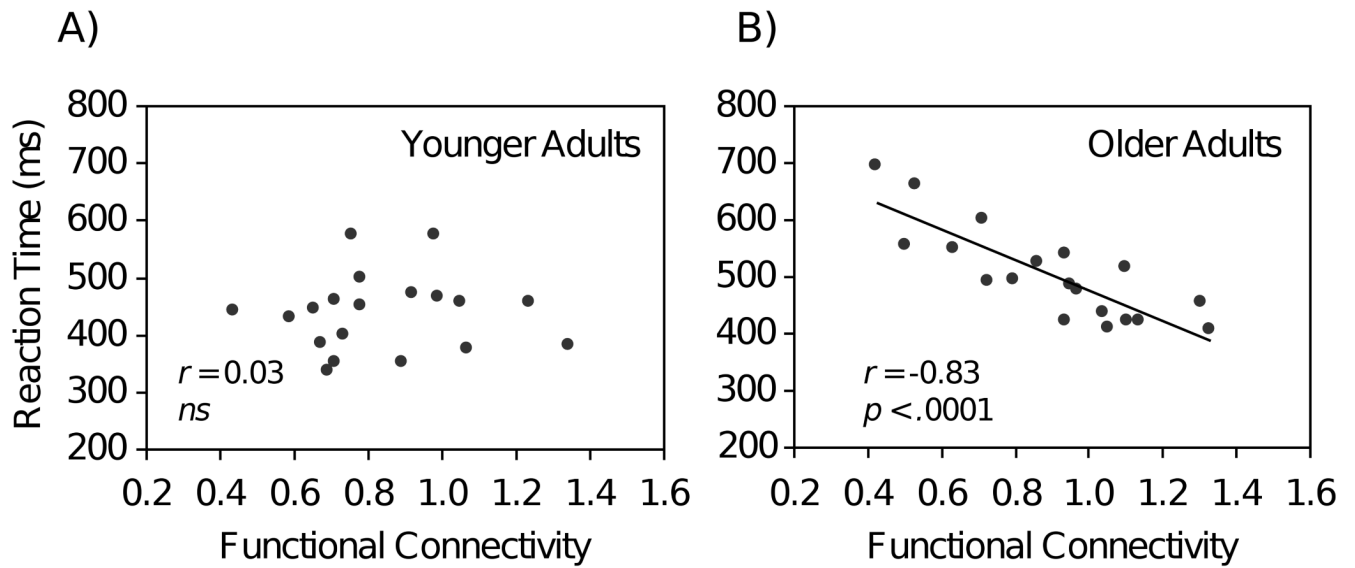 A)
B)
Reaction Time (ms)
800
700
600
500
400
300
200
Younger Adults
r = 0.03
ns
0.2 0.4 0.6 0.8 1.0 1.2 1.4 1.6
Functional Connectivity
800
700
600
500
400
300
200
Older Adults
r = -0.83
p < .0001
0.2 0.4 0.6 0.8 1.0 1.2 1.4 1.6
Functional Connectivity